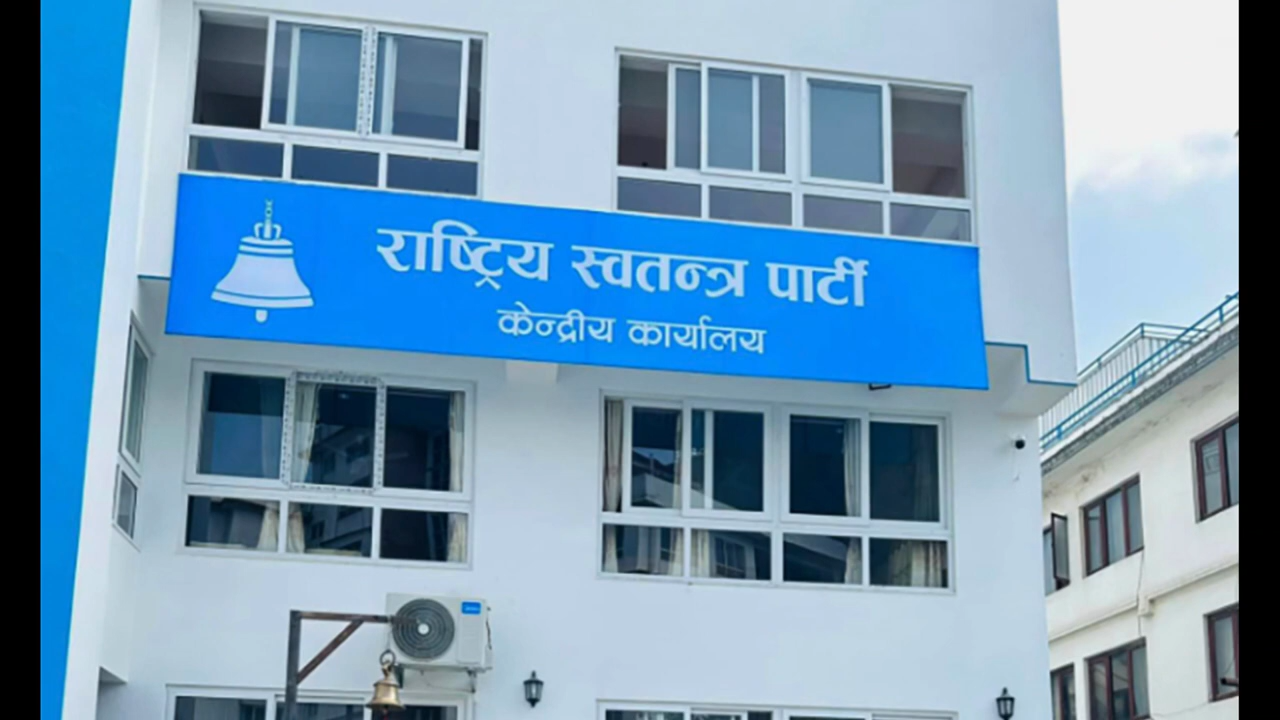 राष्ट्रिय स्वतन्त्र पार्टी
केन्द्रीय कार्यालय